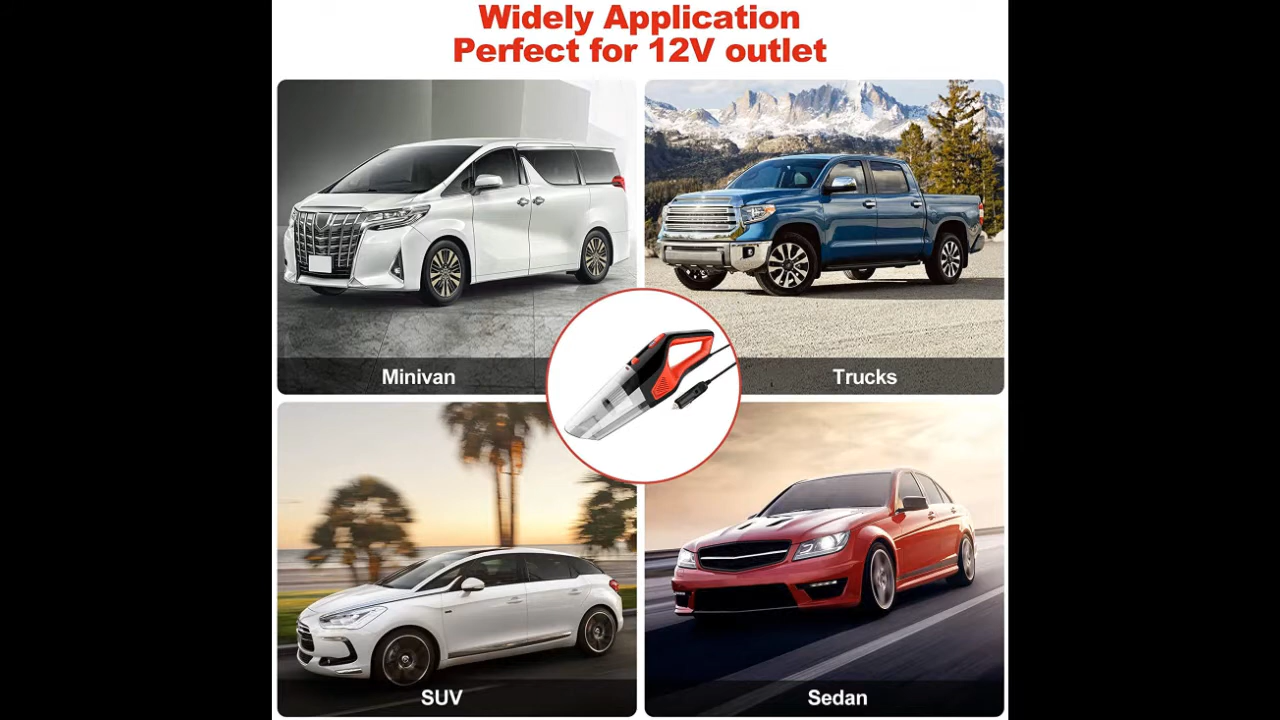 Widely Application
Perfect for 12V outlet
Minivan
Trucks
SUV
Sedan